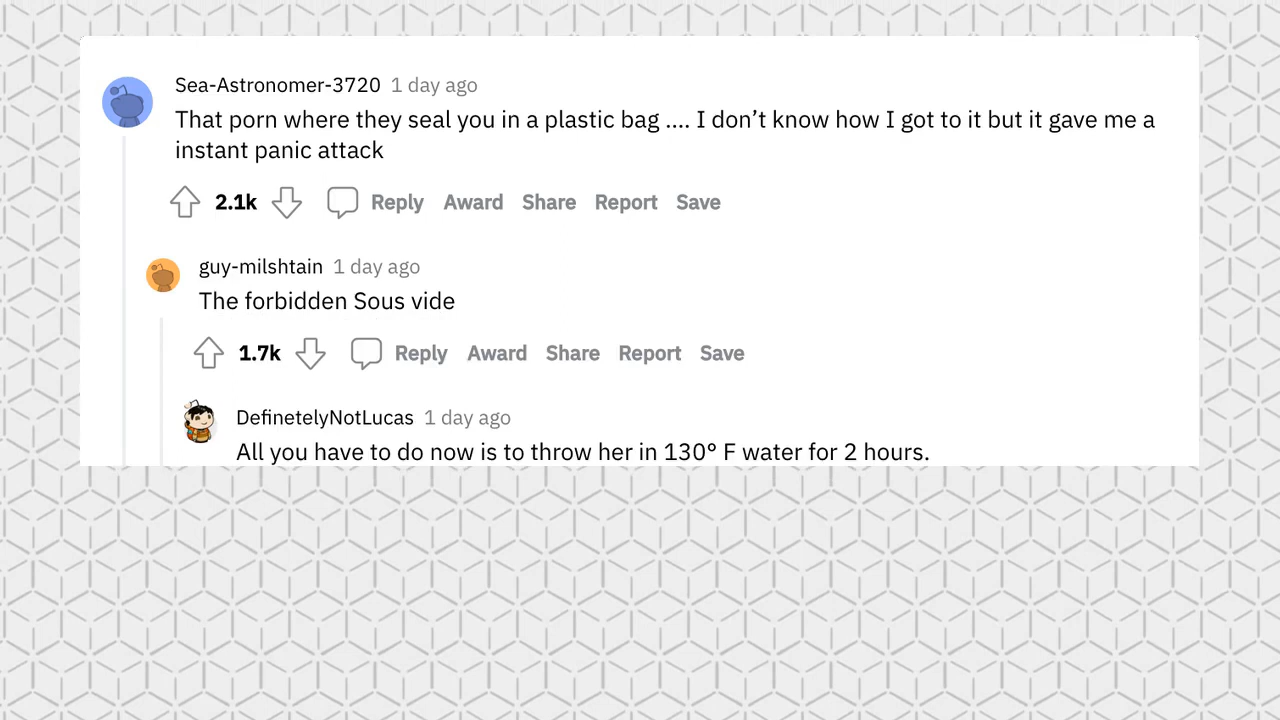 Sea-Astronomer-3720 1 day ago
That porn where they seal you in a plastic bag .... I don’t know how I got to it but it gave me a
instant panic attack
2.1k Reply Award Share Report Save
guy-milshtain 1 day ago
The forbidden Sous vide
1.7k Reply Award Share Report Save
DefinetelyNotLucas 1 day ago
All you have to do now is to throw her in 130° F water for 2 hours.